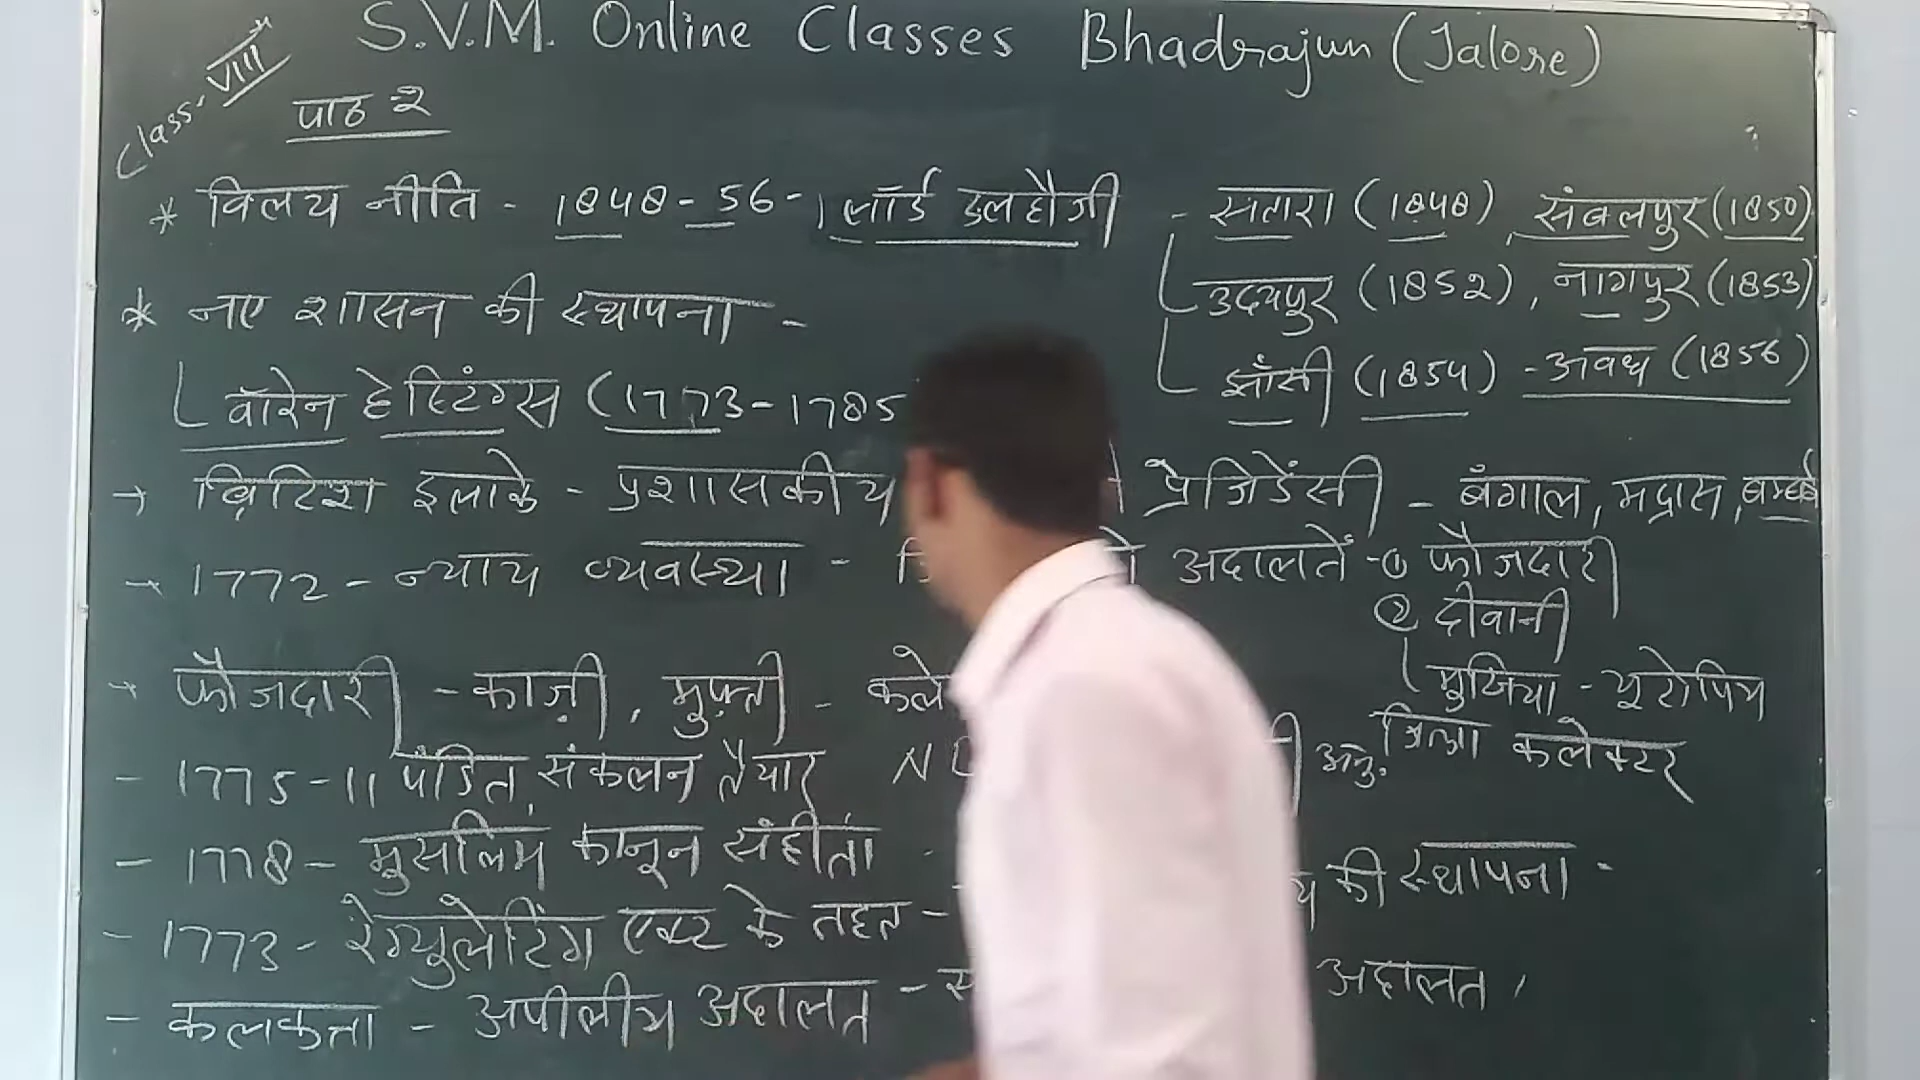 S.V.M. Online Classes Bhadrajun (Jalore)
Class-VIII
पाठ २
* विलय नीति - 1848-56 - लॉर्ड डलहौजी - सतारा (1848), संबलपुर (1850)
उदयपुर (1852), नागपुर (1853)
* नए शासन की स्थापना -
झाँसी (1854) - अवध (1856)
वॉरेन हेस्टिंग्स (1773-1785
→ ब्रिटिश इलाके - प्रशासकीय प्रेजिडेंसी - बंगाल, मद्रास, बम्बई
→ 1772 - न्याय व्यवस्था - दो अदालतें - ① फौजदारी
② दीवानी
मुखिया - यूरोपिय
→ फौजदारी - काज़ी, मुफ़्ती - कले
जिला कलेक्टर
- 1775-11 पंडित, संकलन तैयार N अनु.
- 1778 - मुसलिम कानून संहीता - की स्थापना -
- 1773 - रेग्युलेटिंग एक्ट के तहत -
- कलकत्ता - अपीलीय अदालत - स अदालत,